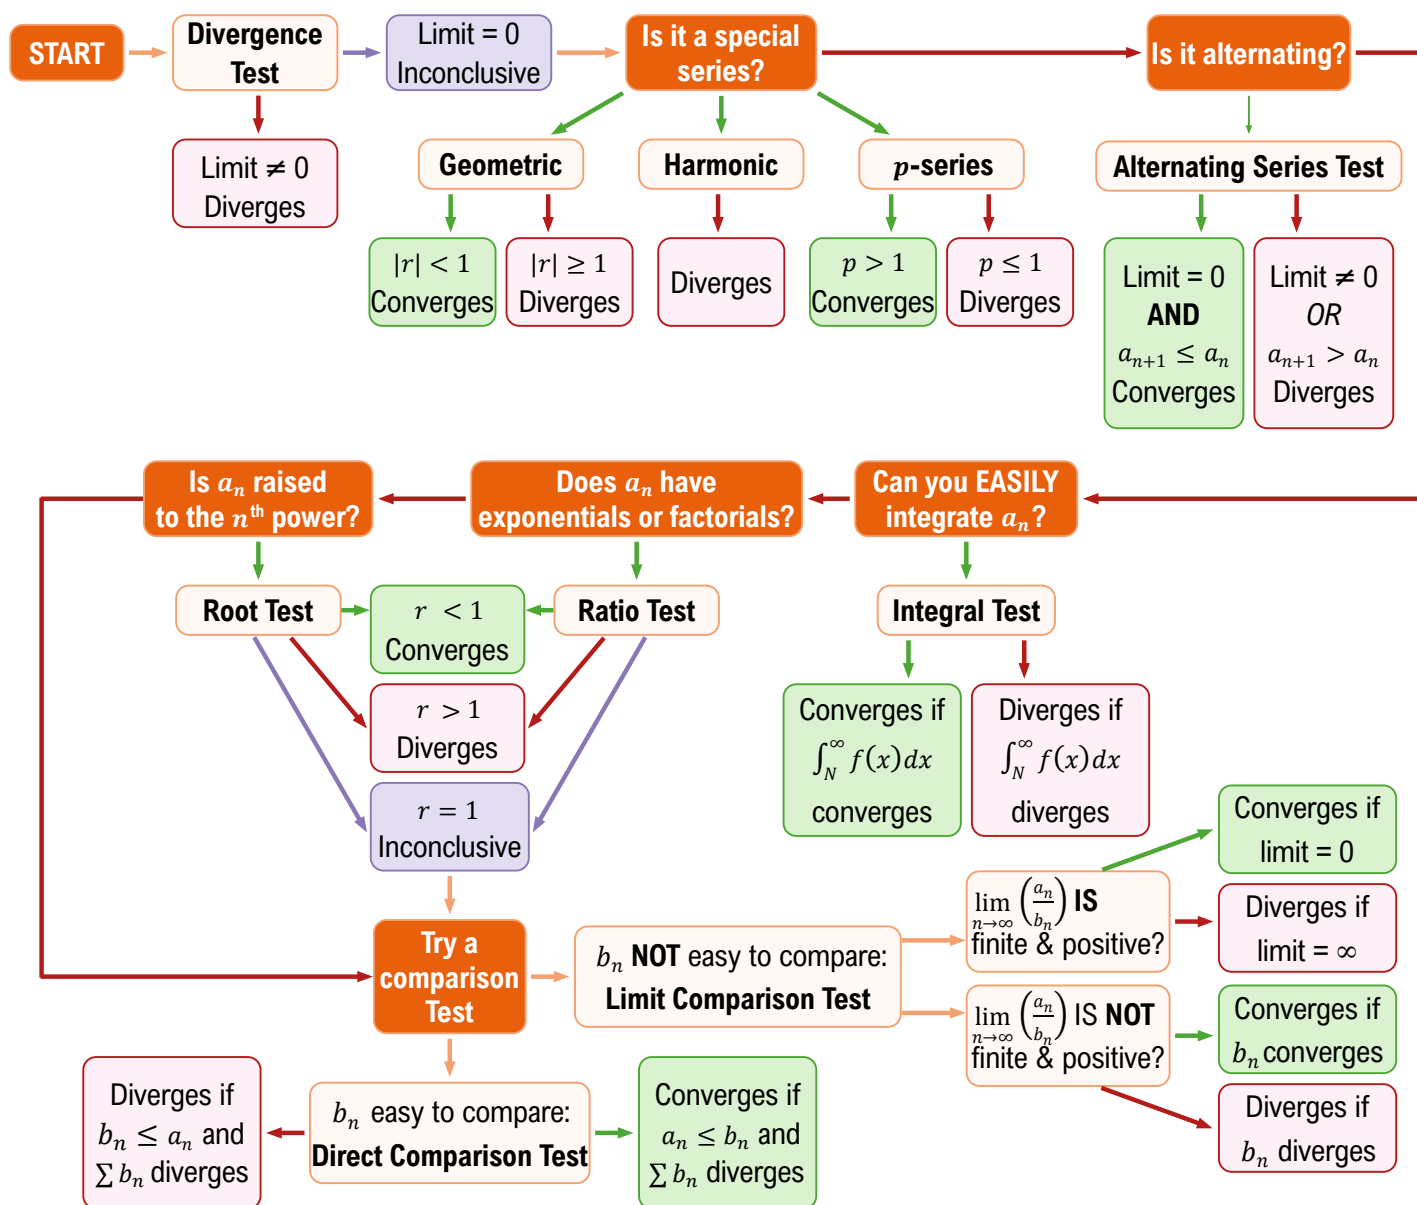 START
Divergence
Test
Limit = 0
Inconclusive
Is it a special
series?
Is it alternating?
Limit ≠ 0
Diverges
Geometric
Harmonic
p-series
Alternating Series Test
|r| < 1
Converges
|r| ≥ 1
Diverges
Diverges
p > 1
Converges
p ≤ 1
Diverges
Limit = 0
AND
a_{n+1} ≤ a_n
Converges
Limit ≠ 0
OR
a_{n+1} > a_n
Diverges
Is a_n raised
to the n^th power?
Does a_n have
exponentials or factorials?
Can you EASILY
integrate a_n?
Root Test
r < 1
Converges
Ratio Test
Integral Test
r > 1
Diverges
Converges if
∫_N^∞ f(x)dx
converges
Diverges if
∫_N^∞ f(x)dx
diverges
r = 1
Inconclusive
Try a
comparison
Test
b_n NOT easy to compare:
Limit Comparison Test
lim_{n→∞} (a_n/b_n) IS
finite & positive?
Converges if
limit = 0
Diverges if
limit = ∞
lim_{n→∞} (a_n/b_n) IS NOT
finite & positive?
Converges if
b_n converges
Diverges if
b_n diverges
Diverges if
b_n ≤ a_n and
∑ b_n diverges
b_n easy to compare:
Direct Comparison Test
Converges if
a_n ≤ b_n and
∑ b_n diverges